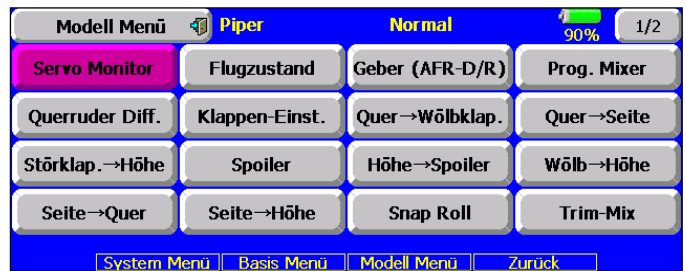 Modell Menü Piper Normal 90% 1/2
Servo Monitor Flugzustand Geber (AFR-D/R) Prog. Mixer
Querruder Diff. Klappen-Einst. Quer→Wölbklap. Quer→Seite
Störklap.→Höhe Spoiler Höhe→Spoiler Wölb→Höhe
Seite→Quer Seite→Höhe Snap Roll Trim-Mix
System Menü Basis Menü Modell Menü Zurück